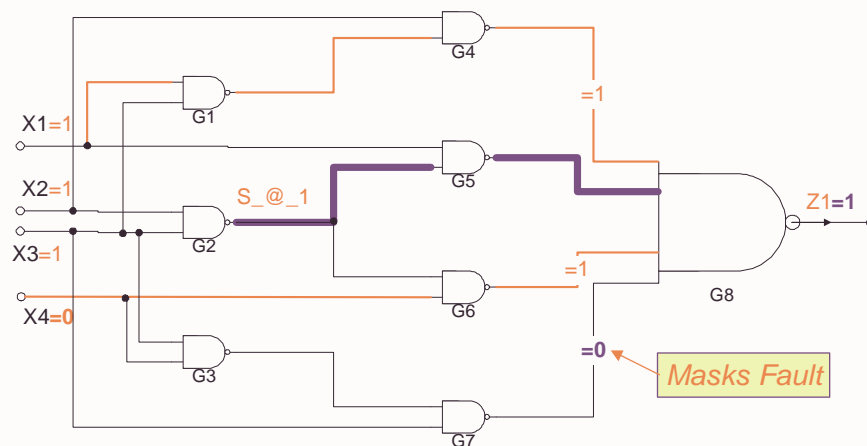 G4
=1
G1
X1=1
G5
X2=1
S_@_1
Z1=1
G2
X3=1
=1
G8
G6
X4=0
G3
=0
Masks Fault
G7